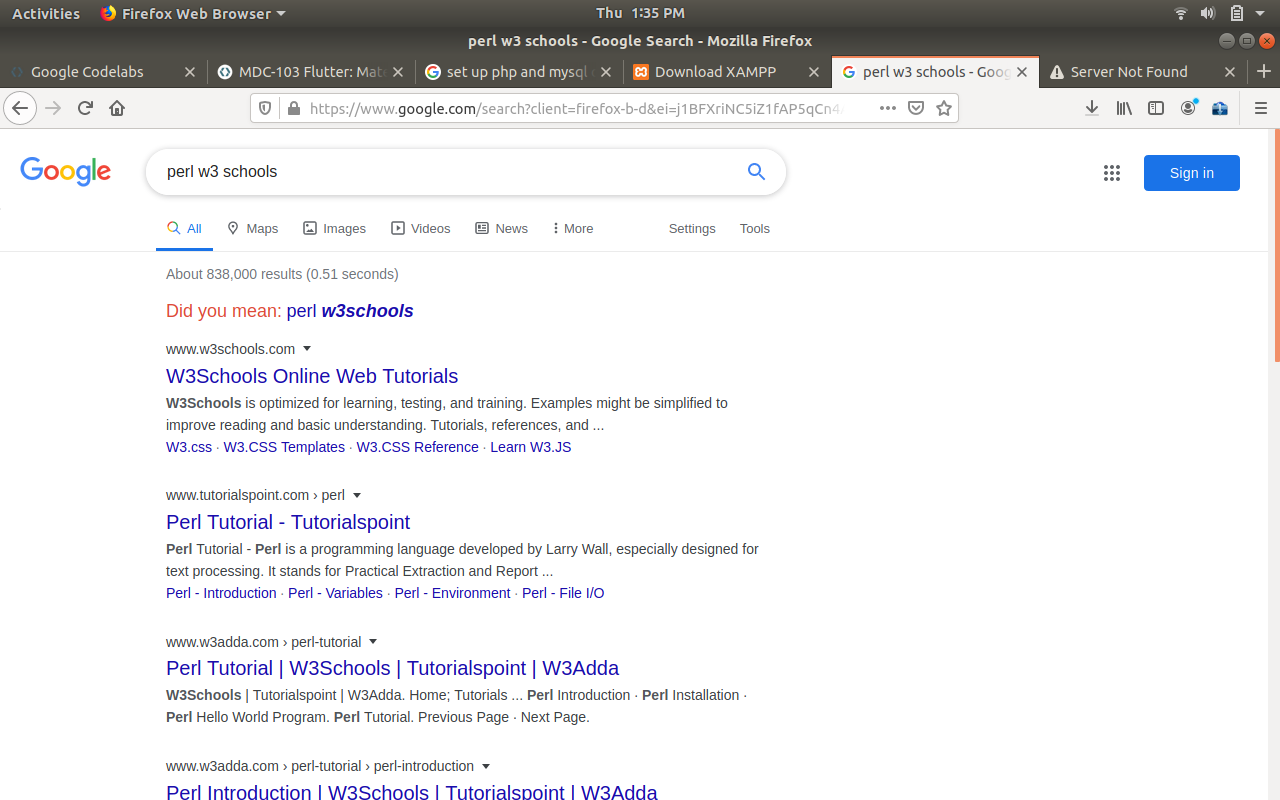 Activities Firefox Web Browser Thu 1:35 PM
perl w3 schools - Google Search - Mozilla Firefox
Google Codelabs MDC-103 Flutter: Mat set up php and mysql Download XAMPP perl w3 schools - Goog Server Not Found
https://www.google.com/search?client=firefox-b-d&ei=j1BFXriNC5iZ1fAP5qCn4
Google perl w3 schools Sign in
All Maps Images Videos News More Settings Tools
About 838,000 results (0.51 seconds)
Did you mean: perl w3schools
www.w3schools.com
W3Schools Online Web Tutorials
W3Schools is optimized for learning, testing, and training. Examples might be simplified to
improve reading and basic understanding. Tutorials, references, and ...
W3.css · W3.CSS Templates · W3.CSS Reference · Learn W3.JS
www.tutorialspoint.com › perl
Perl Tutorial - Tutorialspoint
Perl Tutorial - Perl is a programming language developed by Larry Wall, especially designed for
text processing. It stands for Practical Extraction and Report ...
Perl - Introduction · Perl - Variables · Perl - Environment · Perl - File I/O
www.w3adda.com › perl-tutorial
Perl Tutorial | W3Schools | Tutorialspoint | W3Adda
W3Schools | Tutorialspoint | W3Adda. Home; Tutorials ... Perl Introduction · Perl Installation ·
Perl Hello World Program. Perl Tutorial. Previous Page · Next Page.
www.w3adda.com › perl-tutorial › perl-introduction
Perl Introduction | W3Schools | Tutorialspoint | W3Adda